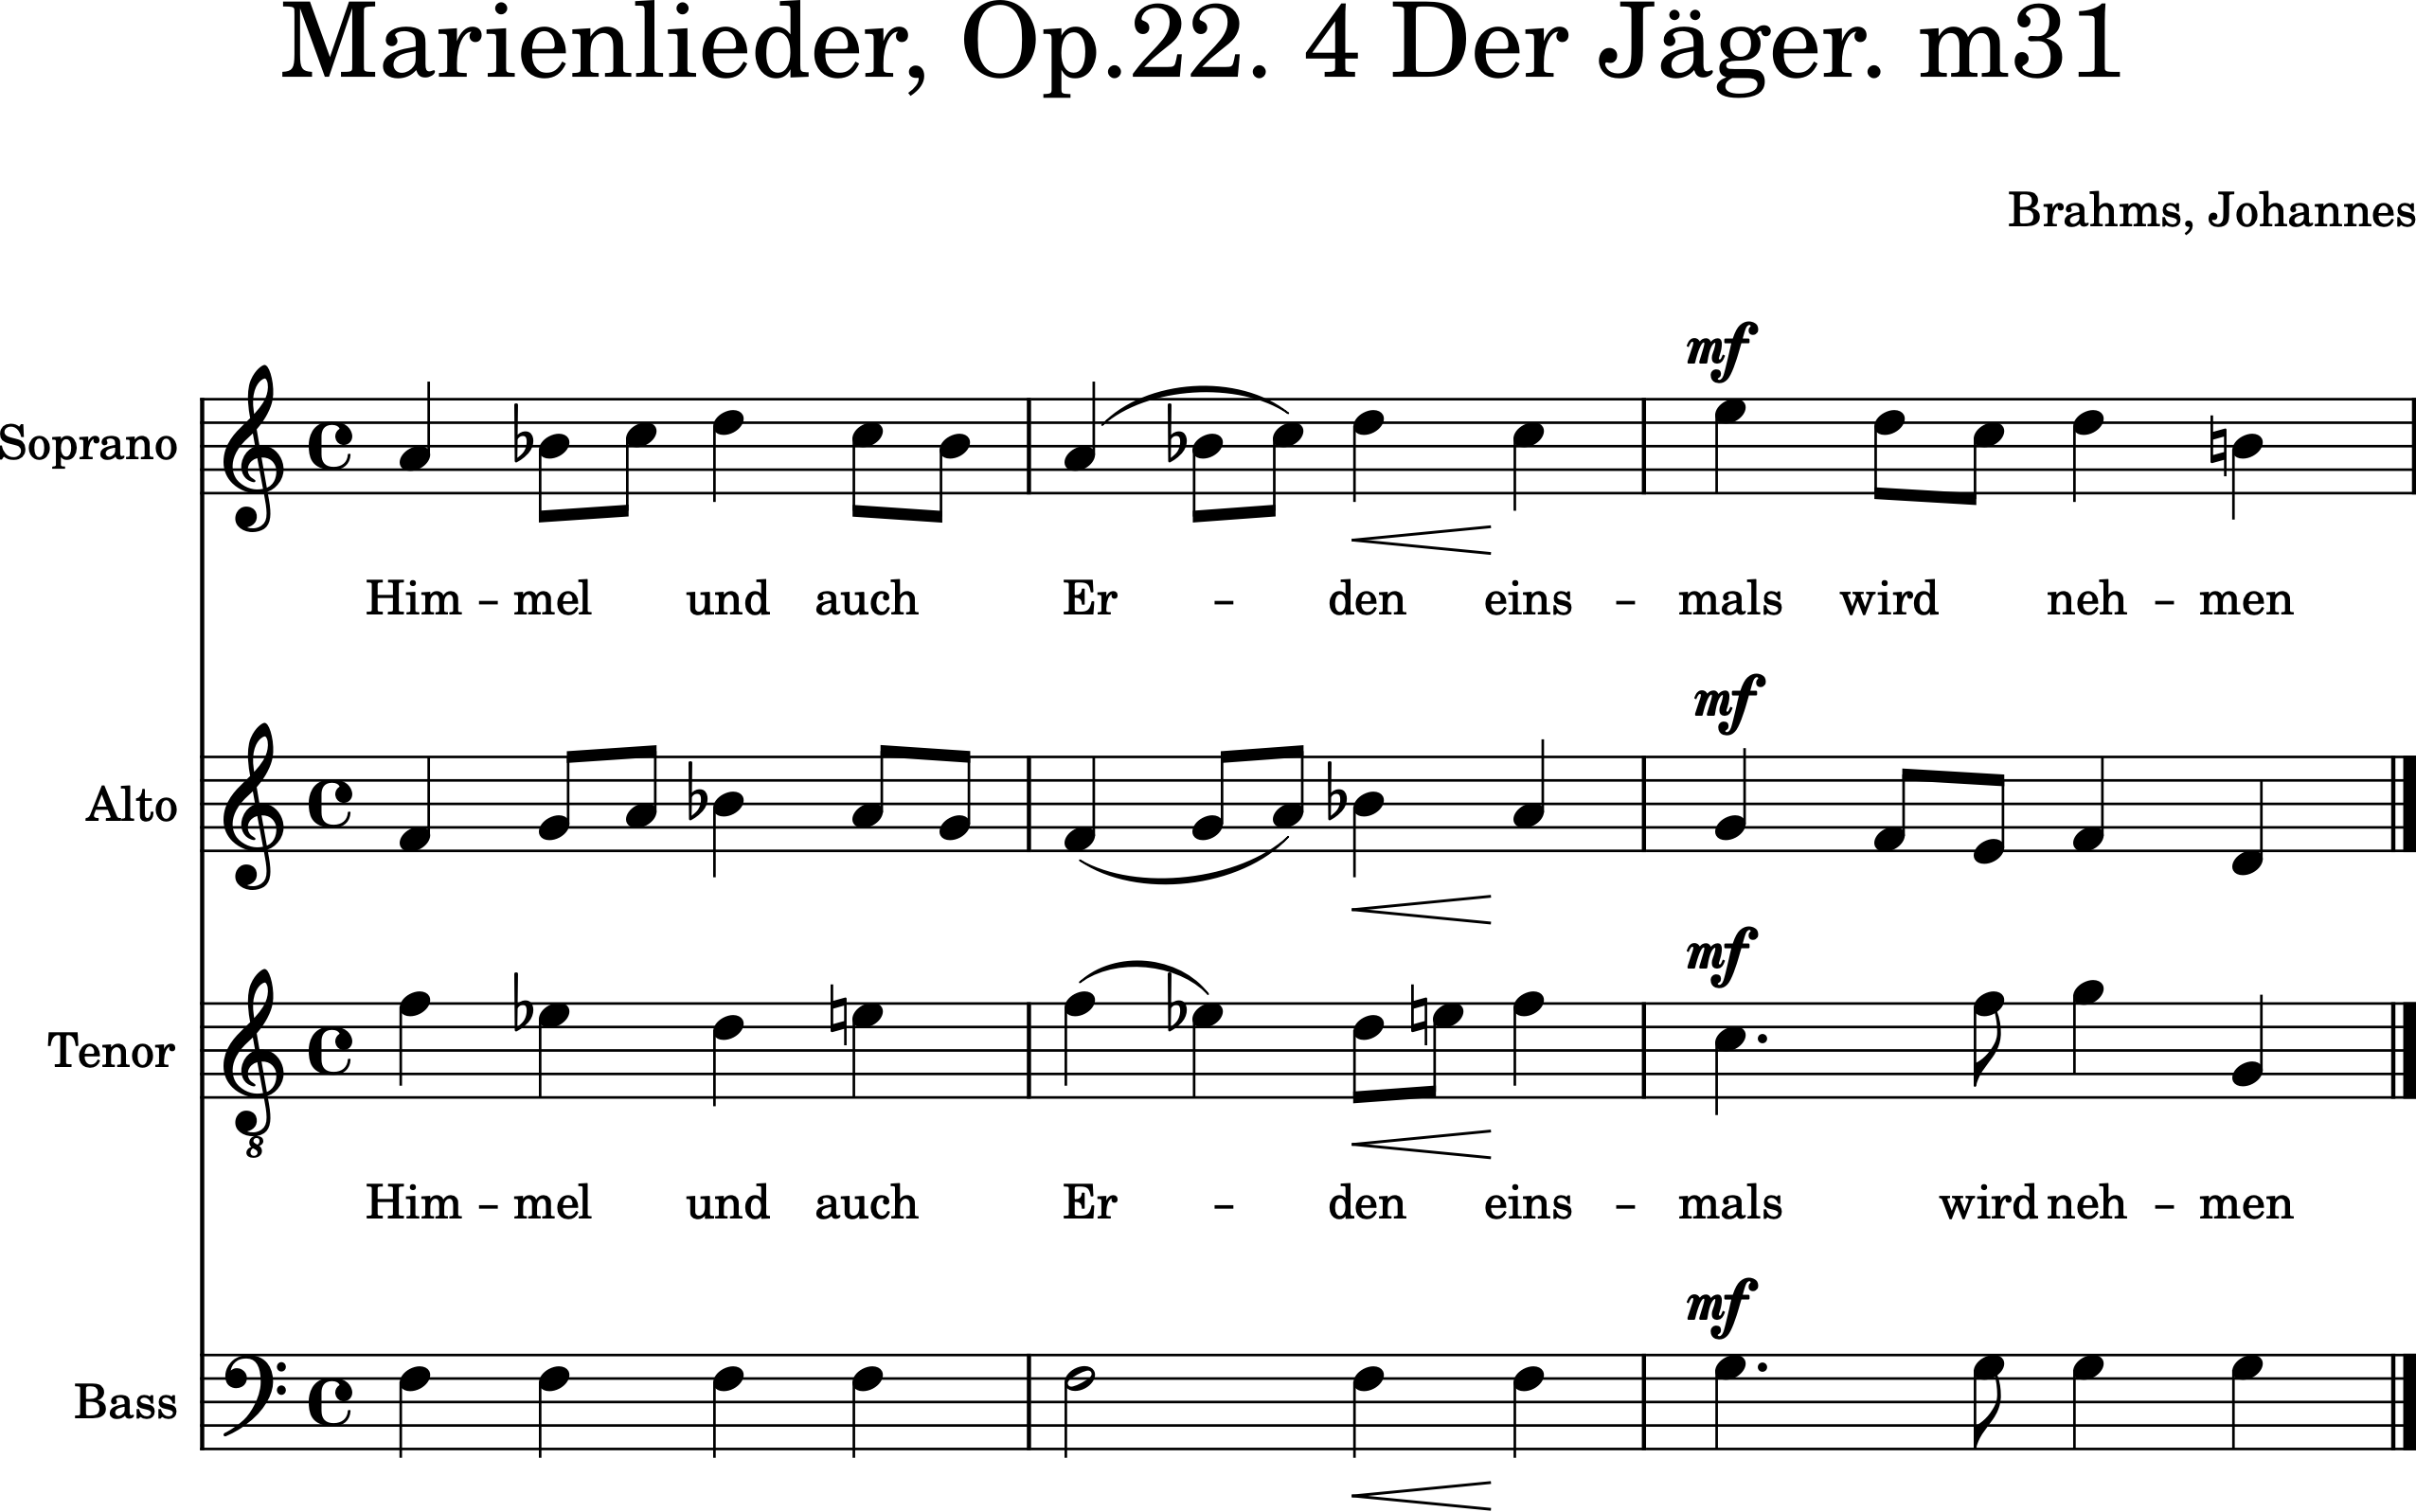 Marienlieder, Op.22. 4 Der Jäger. m31
Brahms, Johannes
mf
Soprano
Him – mel und auch Er – den eins – mals wird neh – men
mf
Alto
mf
Tenor
8
Him – mel und auch Er – den eins – mals wird neh – men
mf
Bass